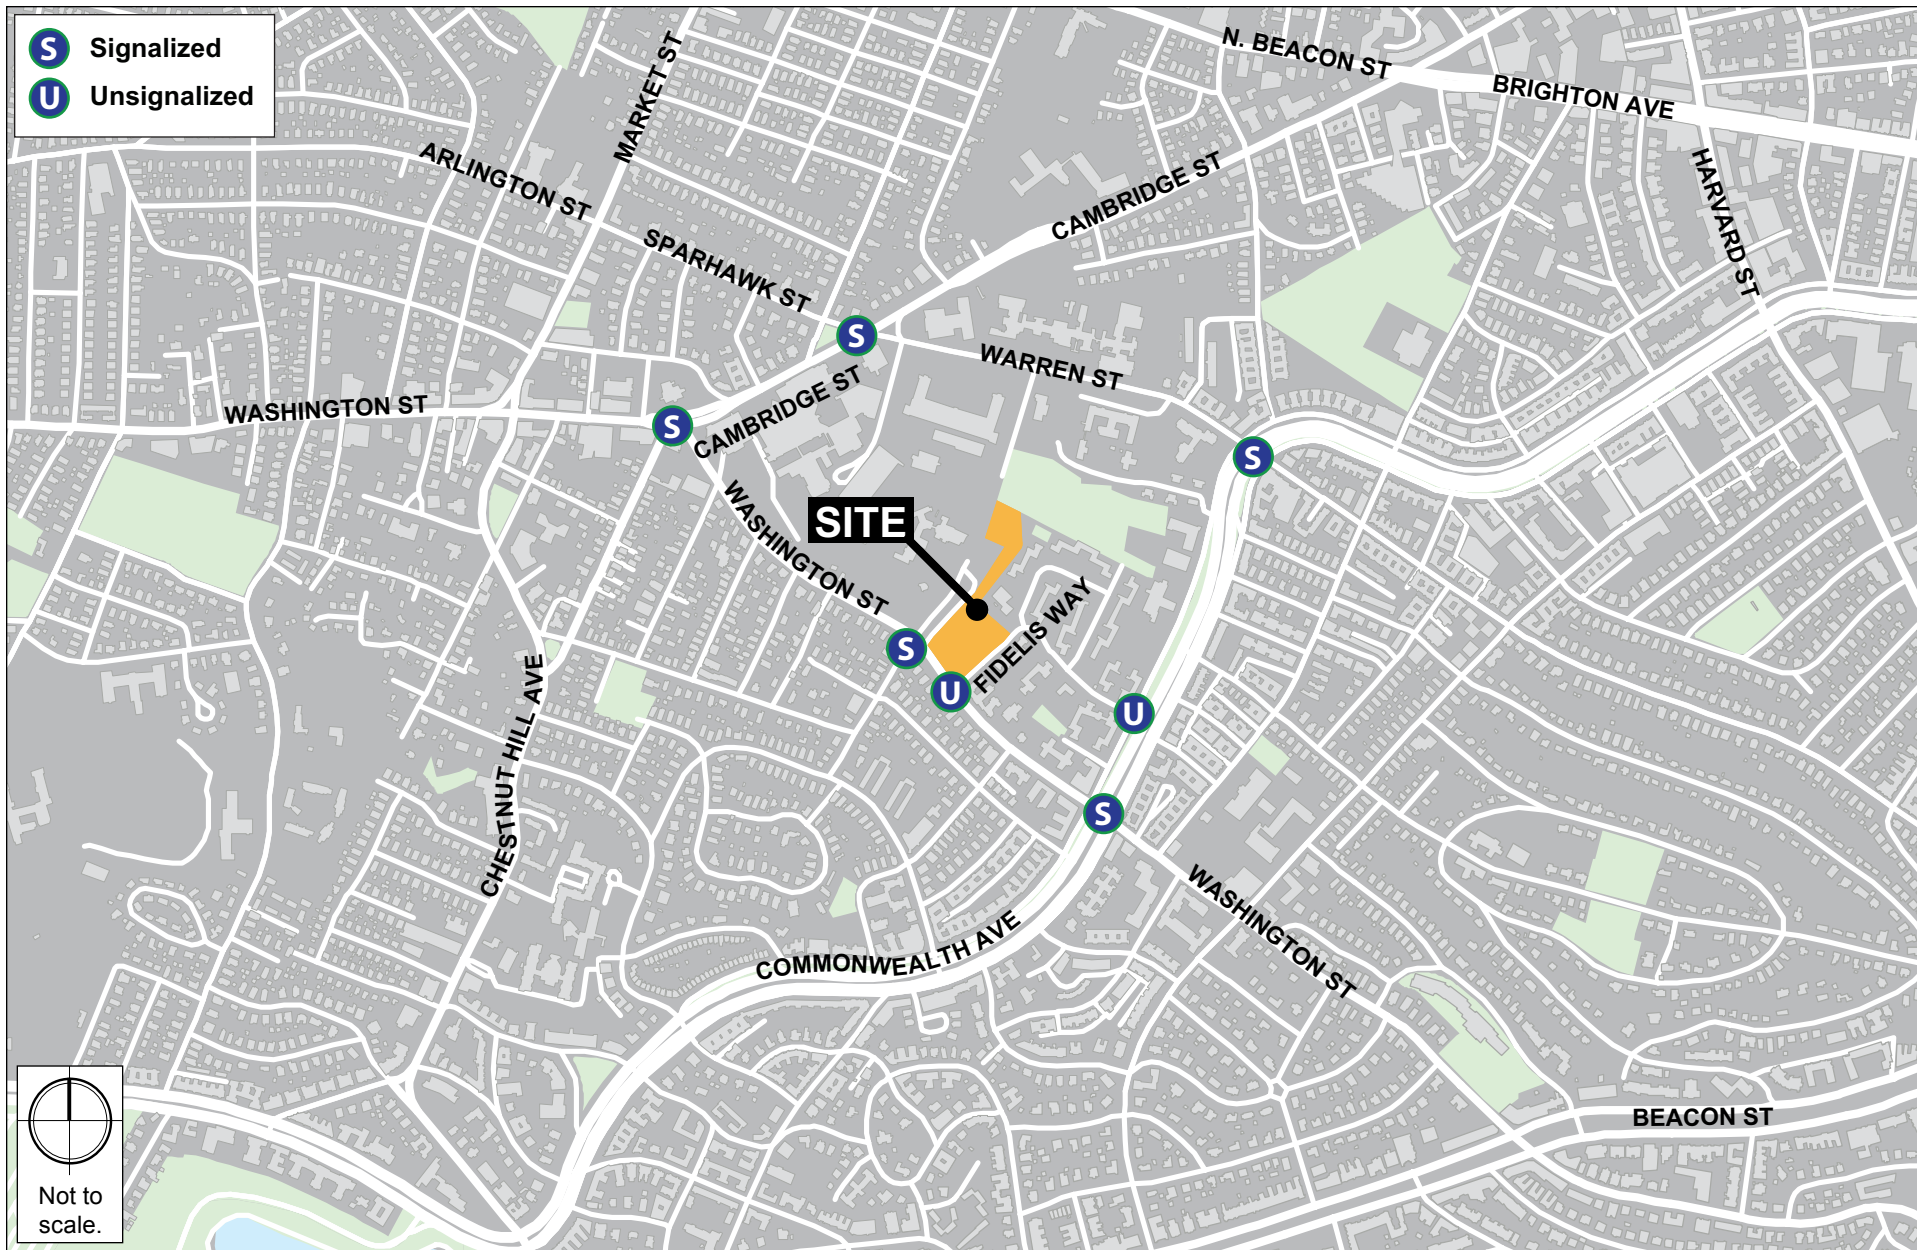 S Signalized
U Unsignalized
N. BEACON ST
BRIGHTON AVE
MARKET ST
ARLINGTON ST
HARVARD ST
CAMBRIDGE ST
SPARHAWK ST
S
WARREN ST
CAMBRIDGE ST
WASHINGTON ST
S
S
WASHINGTON ST
SITE
FIDELIS WAY
S
U
U
CHESTNUT HILL AVE
S
WASHINGTON ST
COMMONWEALTH AVE
BEACON ST
Not to
scale.